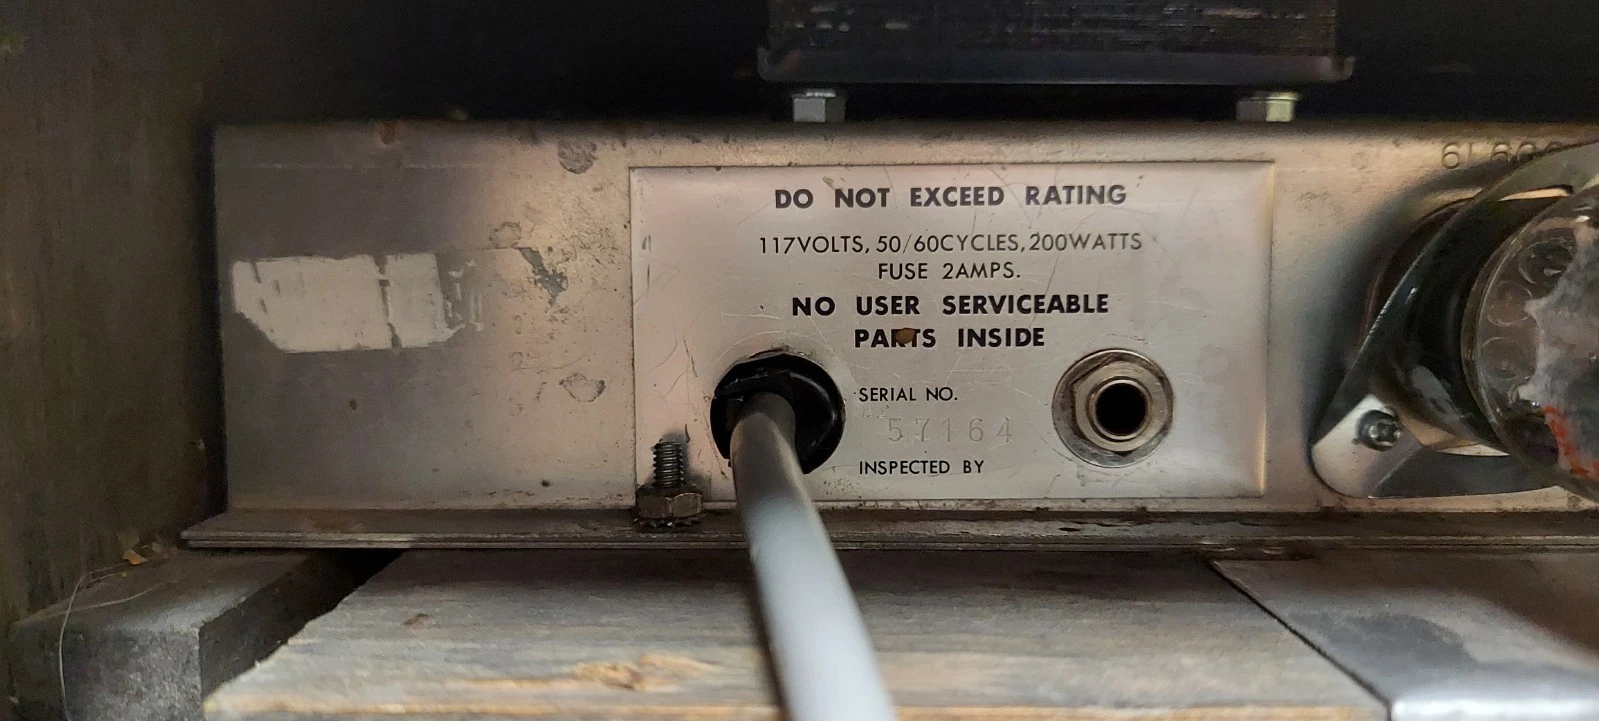 DO NOT EXCEED RATING
117VOLTS, 50/60CYCLES, 200WATTS
FUSE 2AMPS.
NO USER SERVICEABLE
PARTS INSIDE
SERIAL NO.
57164
INSPECTED BY